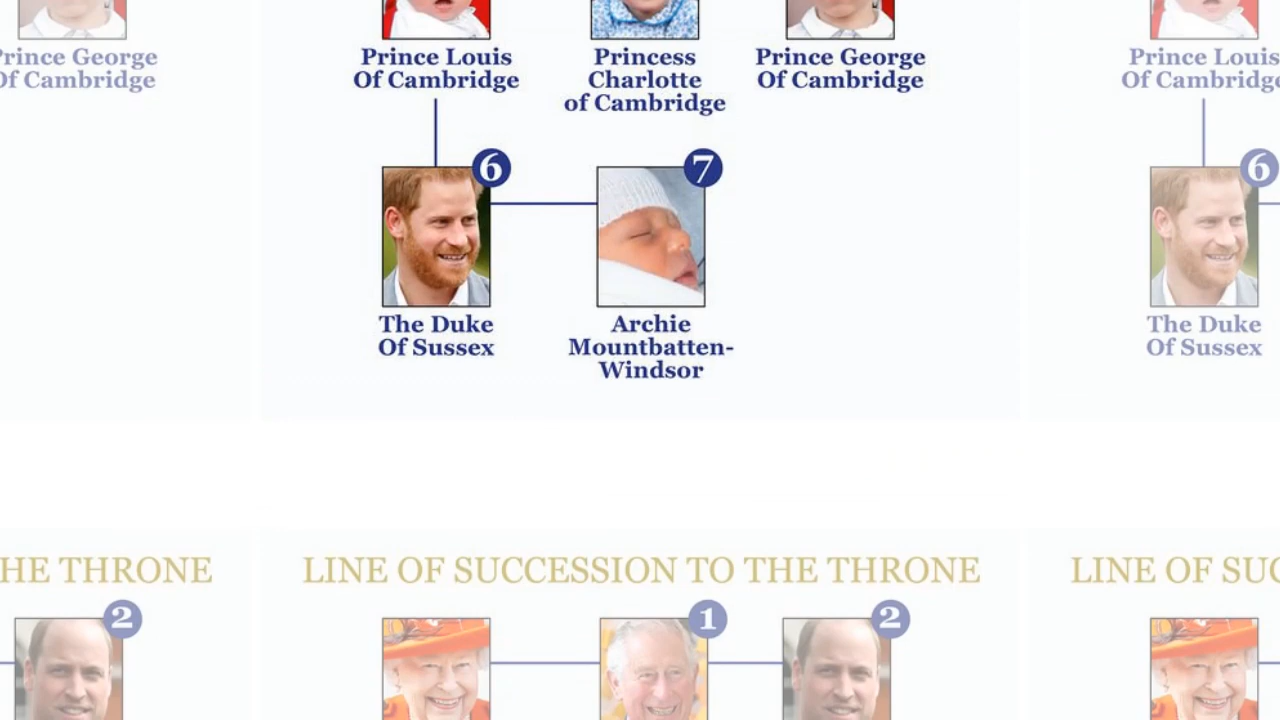 Prince George
Of Cambridge
Prince Louis
Of Cambridge
Princess
Charlotte
of Cambridge
Prince George
Of Cambridge
Prince Louis
Of Cambridge
6
7
6
The Duke
Of Sussex
Archie
Mountbatten-
Windsor
The Duke
Of Sussex
HE THRONE
LINE OF SUCCESSION TO THE THRONE
LINE OF SUC
2
1
2